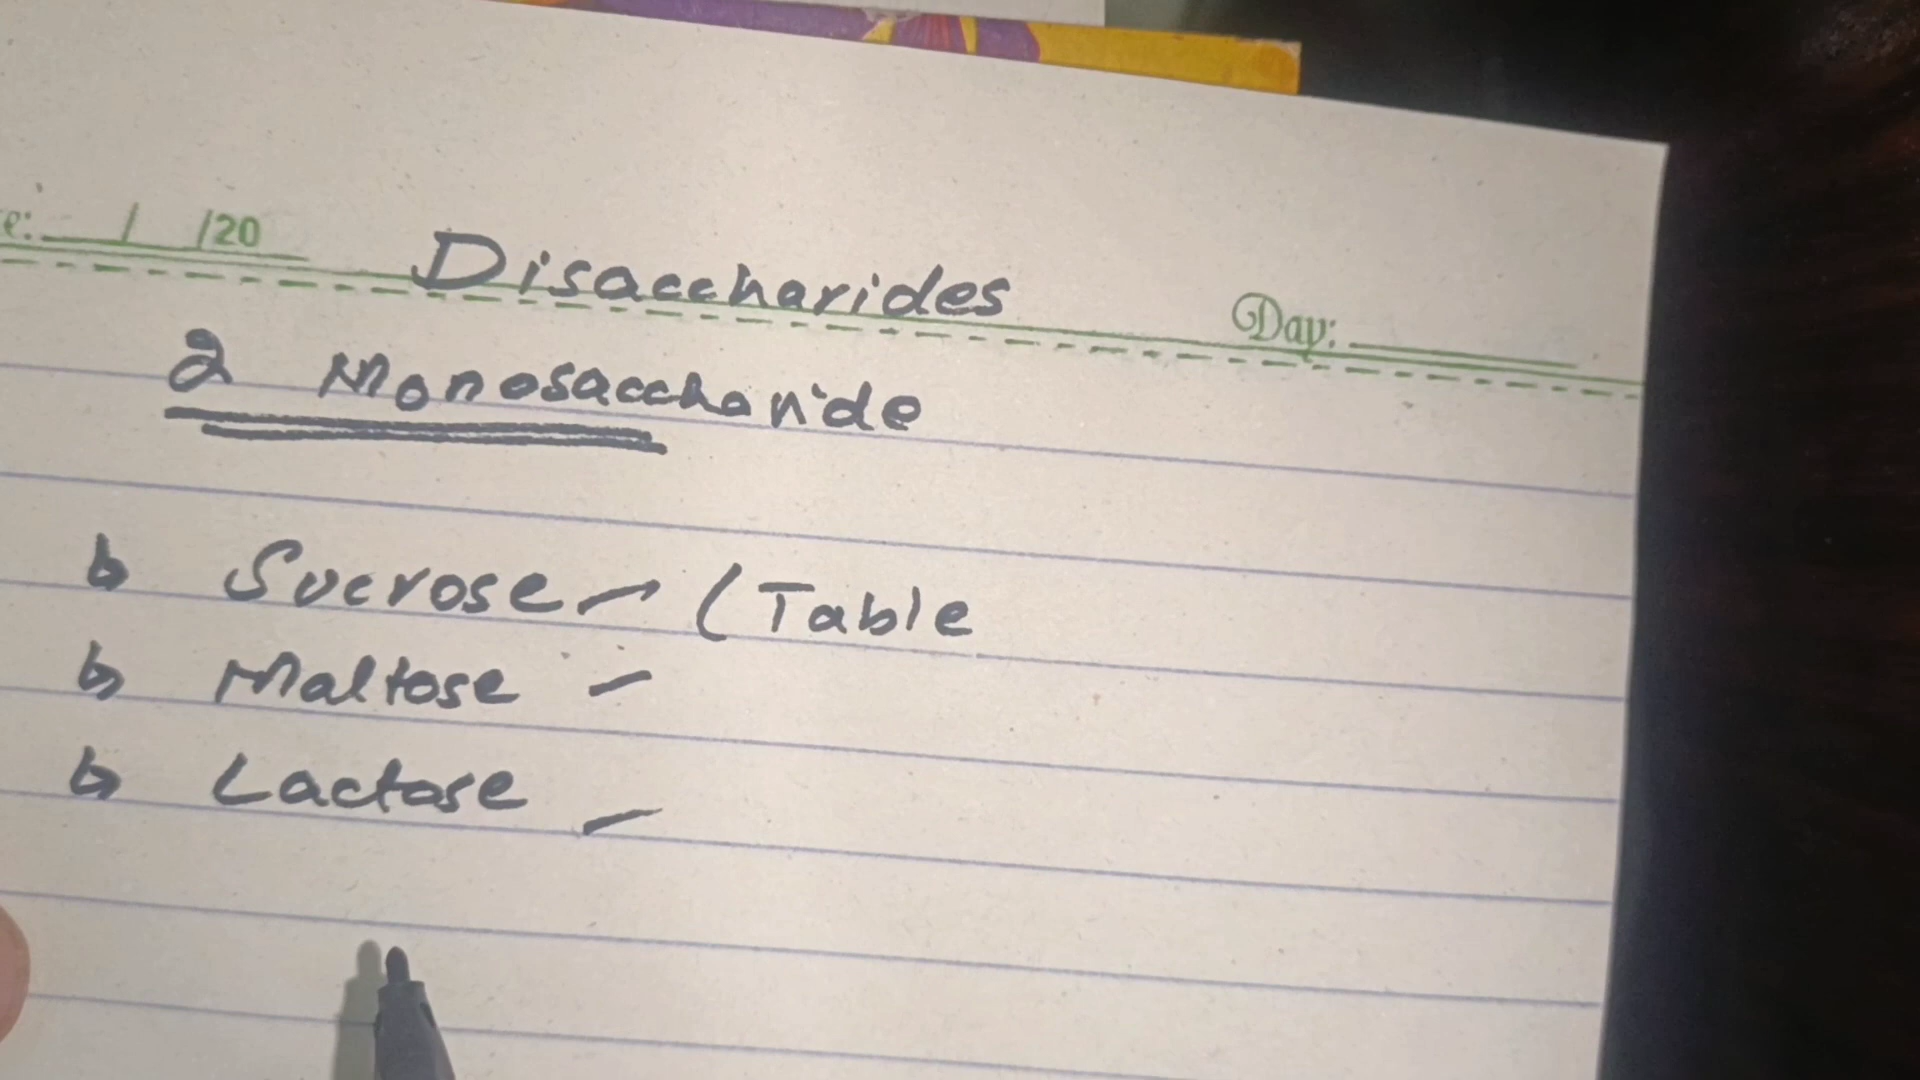 e: / /20
Disaccharides
Day:
2 Monosaccharide
Sucrose - (Table
Maltose -
Lactose -